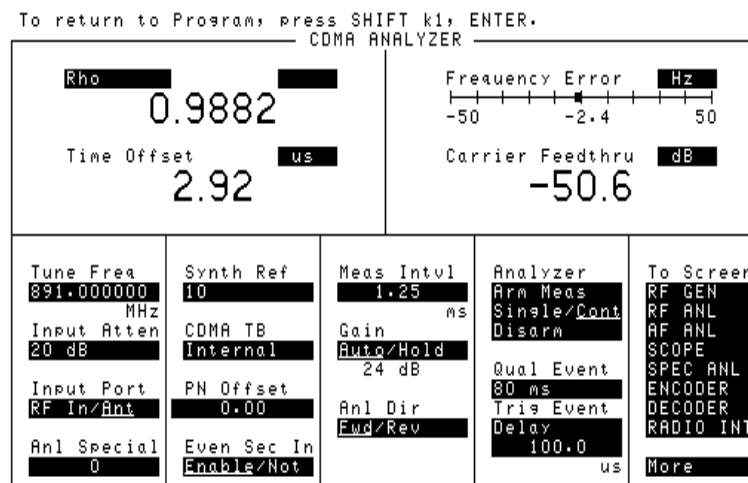 To return to Program, press SHIFT k1, ENTER.
CDMA ANALYZER
Rho
0.9882
Time Offset us
2.92
Frequency Error Hz
-50 -2.4 50
Carrier Feedthru dB
-50.6
Tune Freq
891.000000
MHz
Input Atten
20 dB
Input Port
RF In/Ant
Anl Special
0
Synth Ref
10
CDMA TB
Internal
PN Offset
0.00
Even Sec In
Enable/Not
Meas Intvl
1.25
ms
Gain
Auto/Hold
24 dB
Anl Dir
Fwd/Rev
Analyzer
Arm Meas
Single/Cont
Disarm
Qual Event
80 ms
Trig Event
Delay
100.0
us
To Screen
RF GEN
RF ANL
AF ANL
SCOPE
SPEC ANL
ENCODER
DECODER
RADIO INT
More